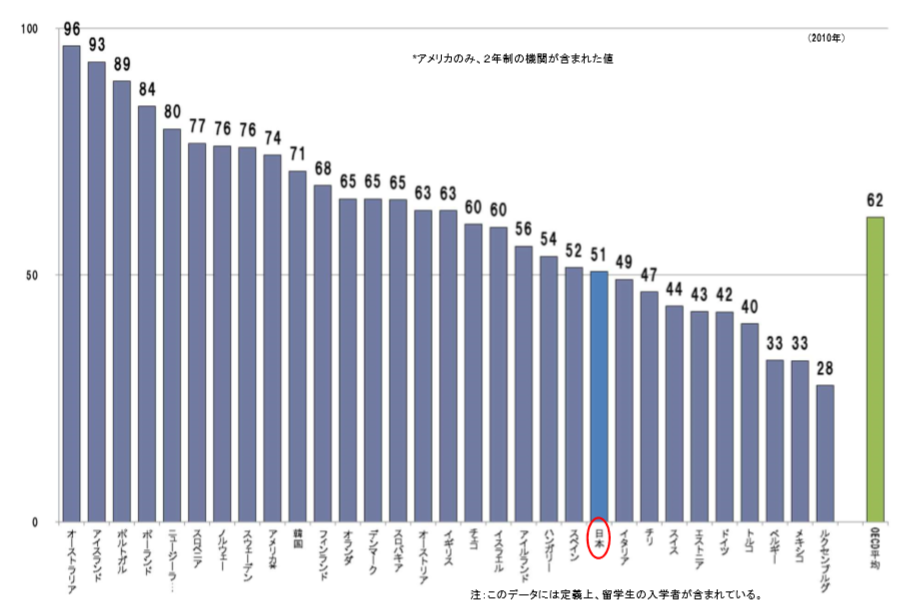 100
50
0
（2010年）
*アメリカのみ、２年制の機関が含まれた値
96
93
89
84
80
77
76
76
74
71
68
65
65
65
63
63
60
60
56
54
52
51
49
47
44
43
42
40
33
33
28
62
オーストラリア
アイスランド
ポルトガル
ポーランド
ニュージーラ…
スロベニア
ノルウェー
スウェーデン
アメリカ※
韓国
フィンランド
オランダ
デンマーク
スロバキア
オーストリア
イギリス
チェコ
イスラエル
アイルランド
ハンガリー
スペイン
日本
イタリア
チリ
スイス
エストニア
ドイツ
トルコ
ベルギー
メキシコ
ルクセンブルグ
OECD平均
注：このデータには定義上、留学生の入学者が含まれている。